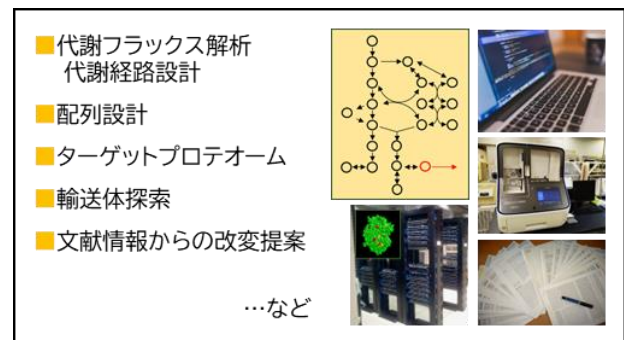 ■代謝フラックス解析
代謝経路設計
■配列設計
■ターゲットプロテオーム
■輸送体探索
■文献情報からの改変提案
…など